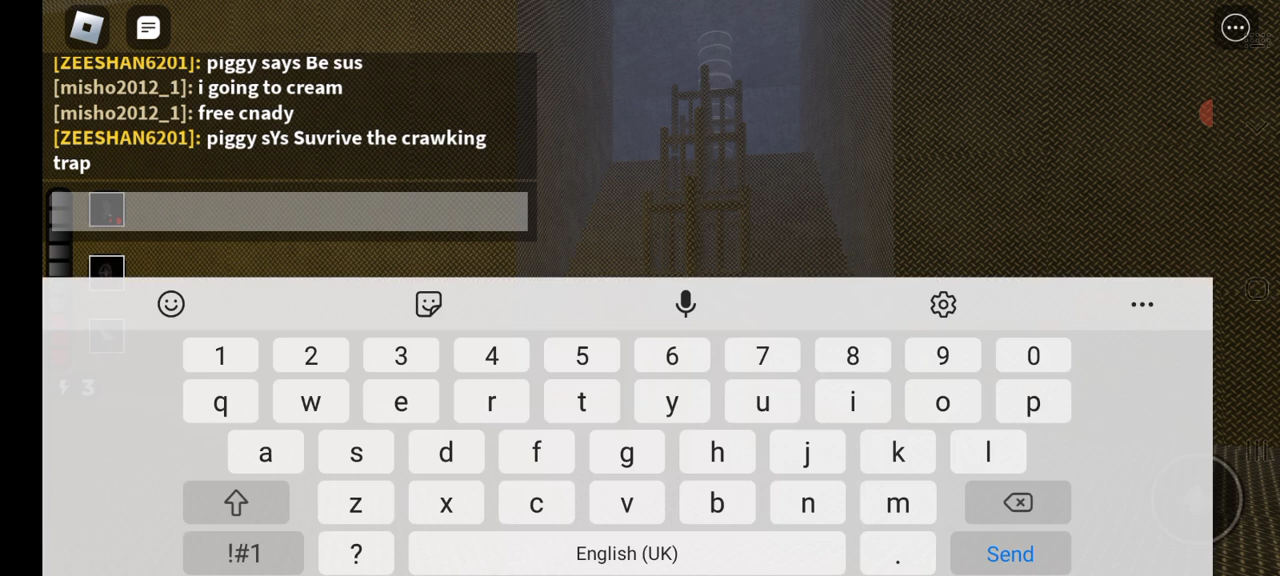 [ZEESHAN6201]: piggy says Be sus
[misho2012_1]: i going to cream
[misho2012_1]: free cnady
[ZEESHAN6201]: piggy sYs Suvrive the crawking
trap
3
1 2 3 4 5 6 7 8 9 0
q w e r t y u i o p
a s d f g h j k l
z x c v b n m
!#1 ? English (UK) . Send